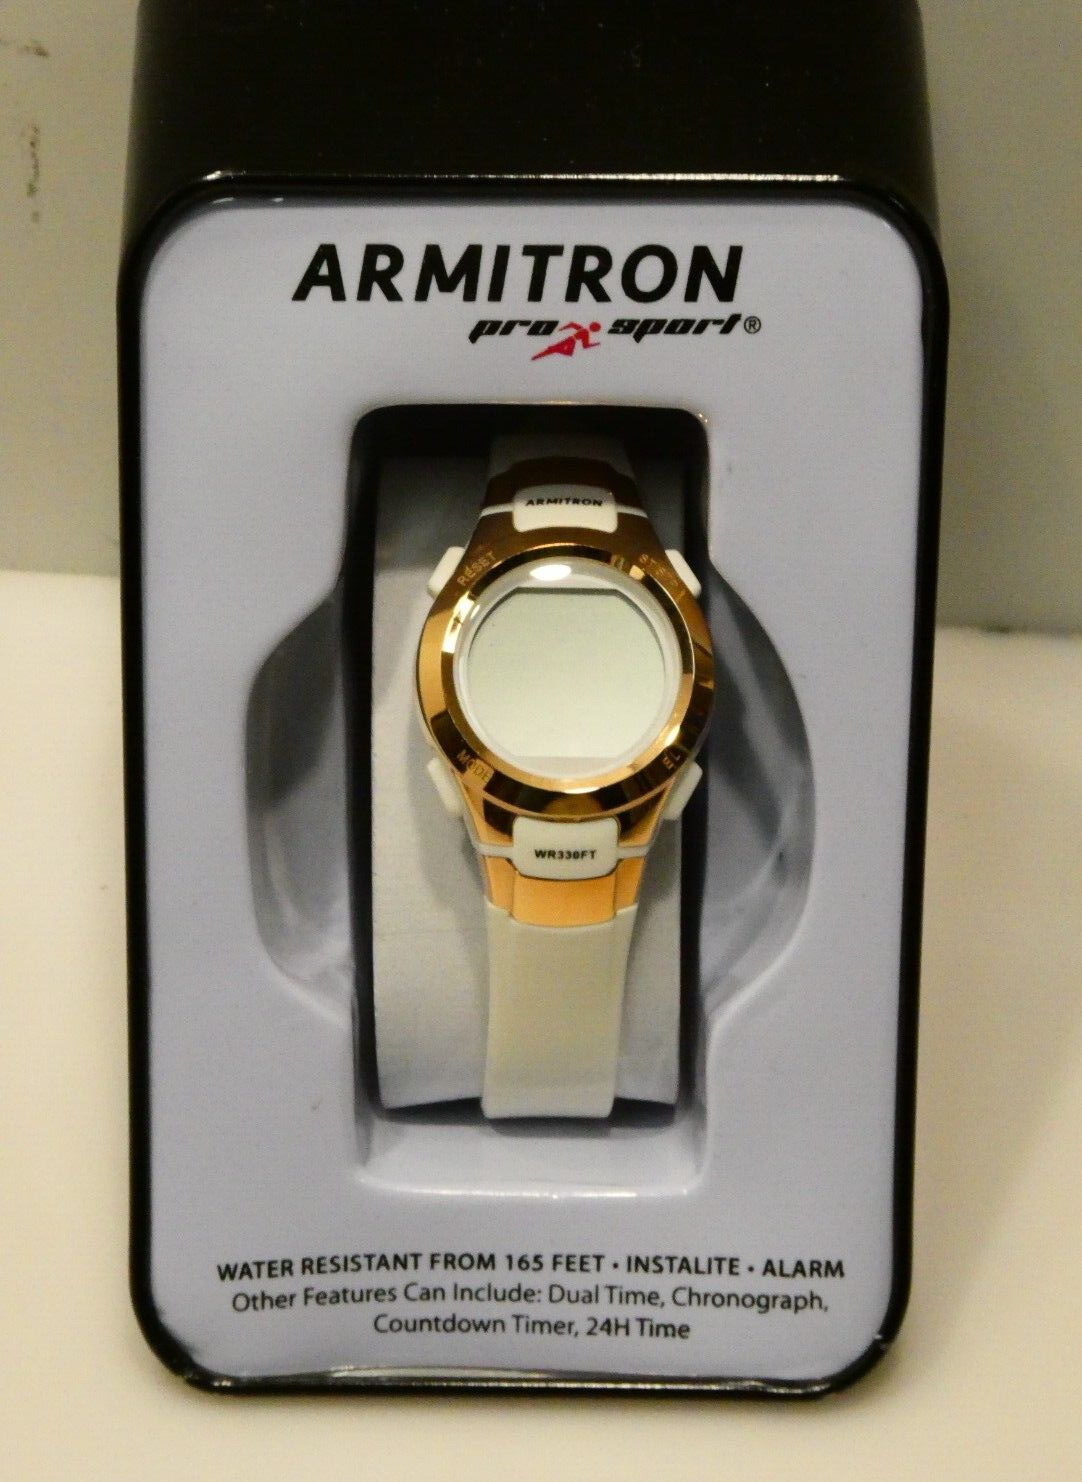 ARMITRON
pro sport®
ARMITRON
RESET
MODE
WR330FT
WATER RESISTANT FROM 165 FEET • INSTALITE • ALARM
Other Features Can Include: Dual Time, Chronograph,
Countdown Timer, 24H Time